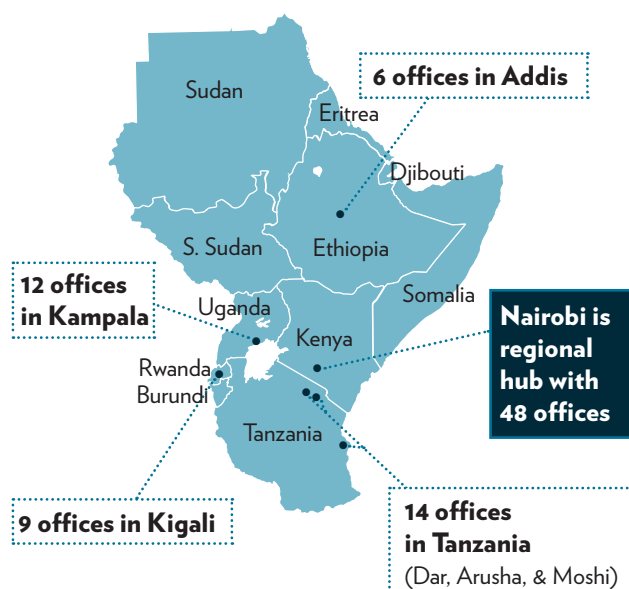 6 offices in Addis
Sudan
Eritrea
Djibouti
S. Sudan
Ethiopia
12 offices
in Kampala
Somalia
Uganda
Nairobi is
regional
hub with
48 offices
Kenya
Rwanda
Burundi
Tanzania
9 offices in Kigali
14 offices
in Tanzania
(Dar, Arusha, & Moshi)